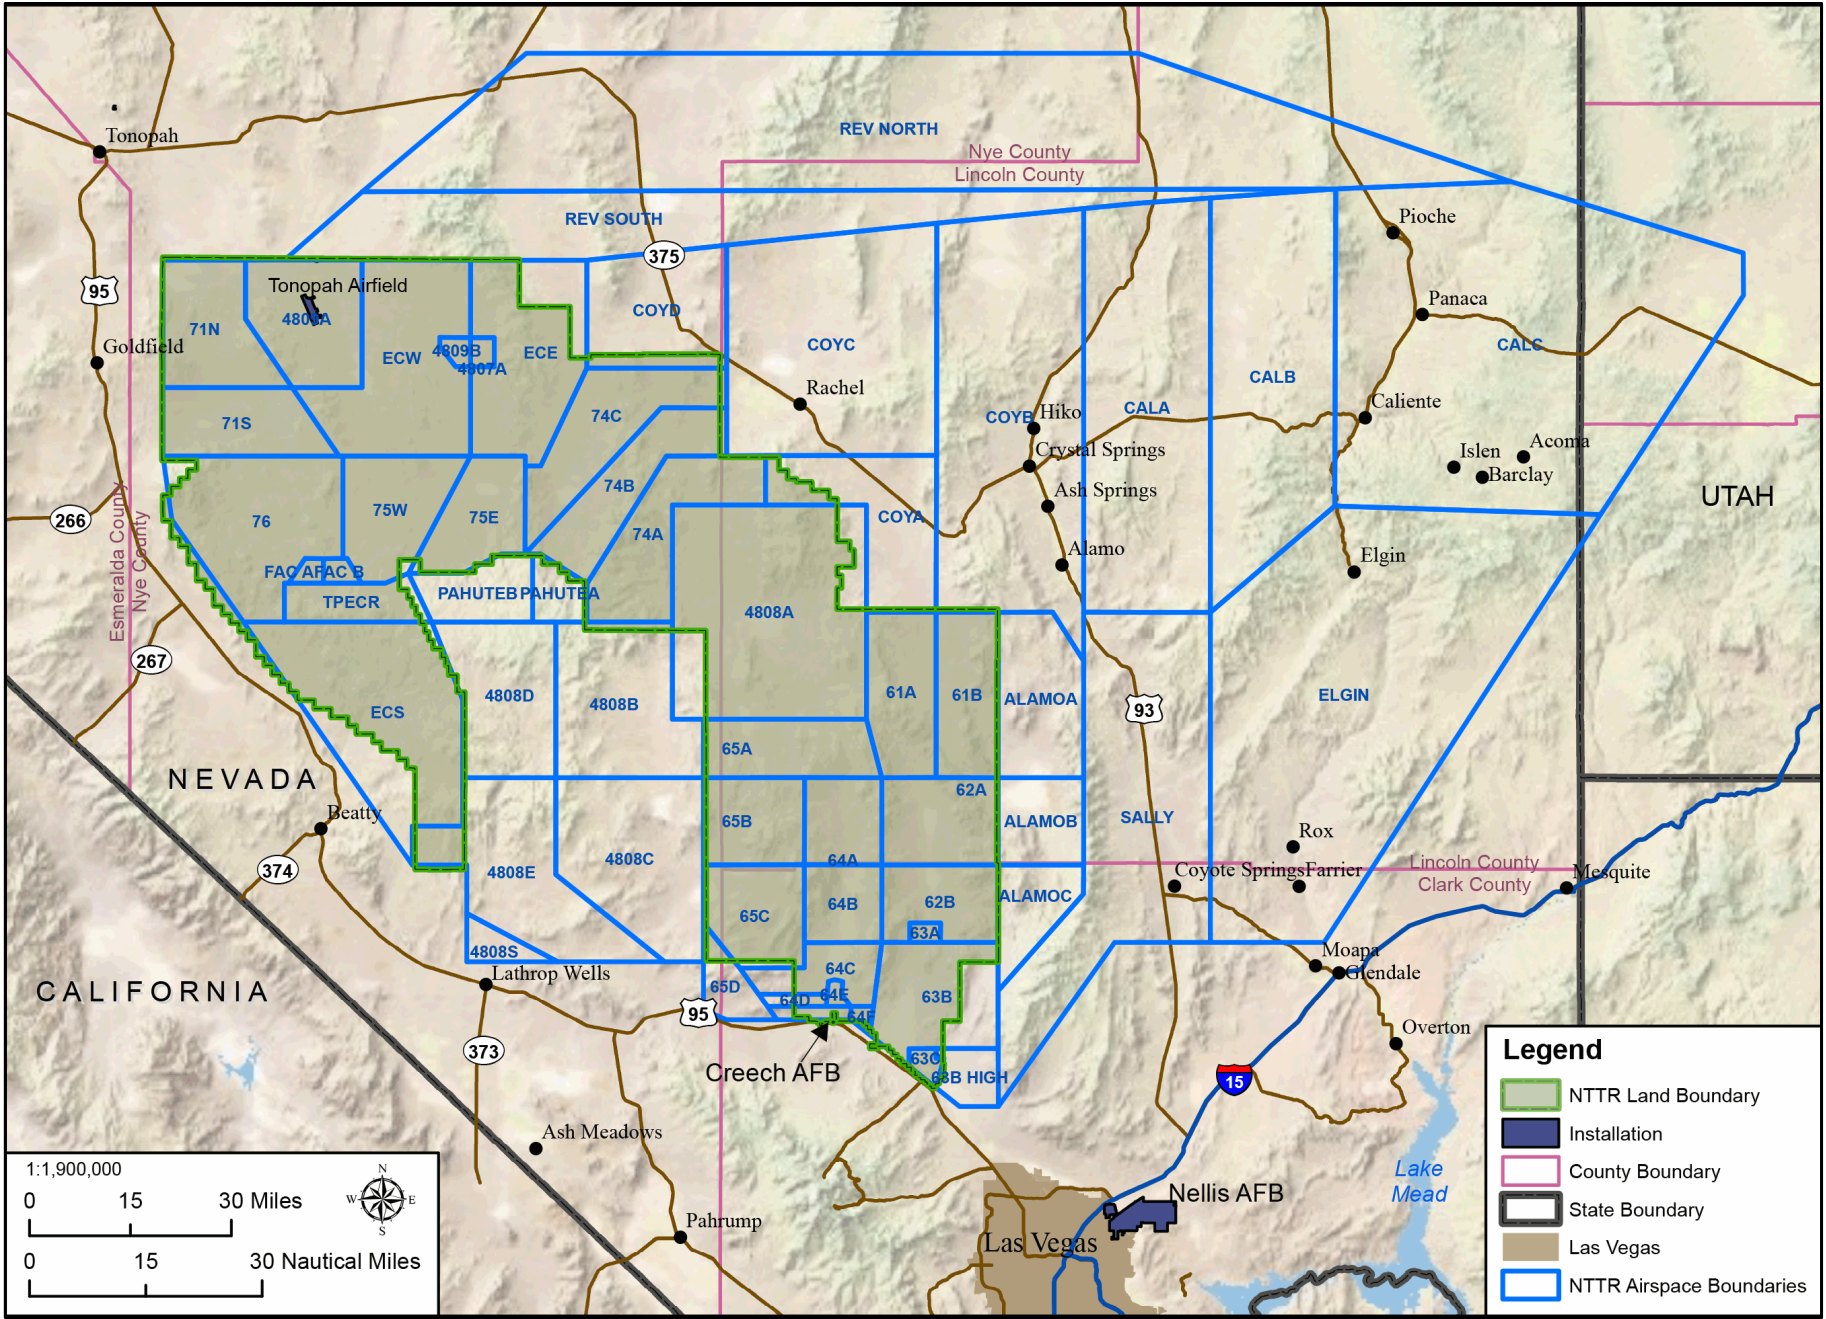 REV NORTH
Tonopah
Nye County
Lincoln County
REV SOUTH
Pioche
375
Tonopah Airfield
95
Panaca
COYD
4809A
71N
Goldfield
COYC
CALC
4809B
ECW
ECE
4807A
CALB
Rachel
Caliente
74C
COYB
Hiko
CALA
71S
Acoma
Crystal Springs
Islen
Barclay
74B
Ash Springs
UTAH
75W
75E
COYA
266
76
74A
Esmeralda County
Nye County
Alamo
Elgin
FAC A
FAC B
PAHUTEB
PAHUTEA
TPECR
4808A
267
4808D
61A
61B
ALAMOA
ELGIN
4808B
ECS
93
65A
NEVADA
62A
Beatty
65B
ALAMOB
SALLY
Rox
64A
4808C
Lincoln County
Clark County
374
4808E
Coyote Springs
Farrier
Mesquite
ALAMOC
64B
62B
65C
63A
4808S
Moapa
Lathrop Wells
64C
Glendale
CALIFORNIA
65D
64D
64E
63B
95
64F
Overton
373
63C
Creech AFB
63B HIGH
15
Ash Meadows
Lake
Mead
Nellis AFB
Pahrump
Las Vegas
1:1,900,000
N
W
E
S
0 15 30 Miles
0 15 30 Nautical Miles
Legend
NTTR Land Boundary
Installation
County Boundary
State Boundary
Las Vegas
NTTR Airspace Boundaries